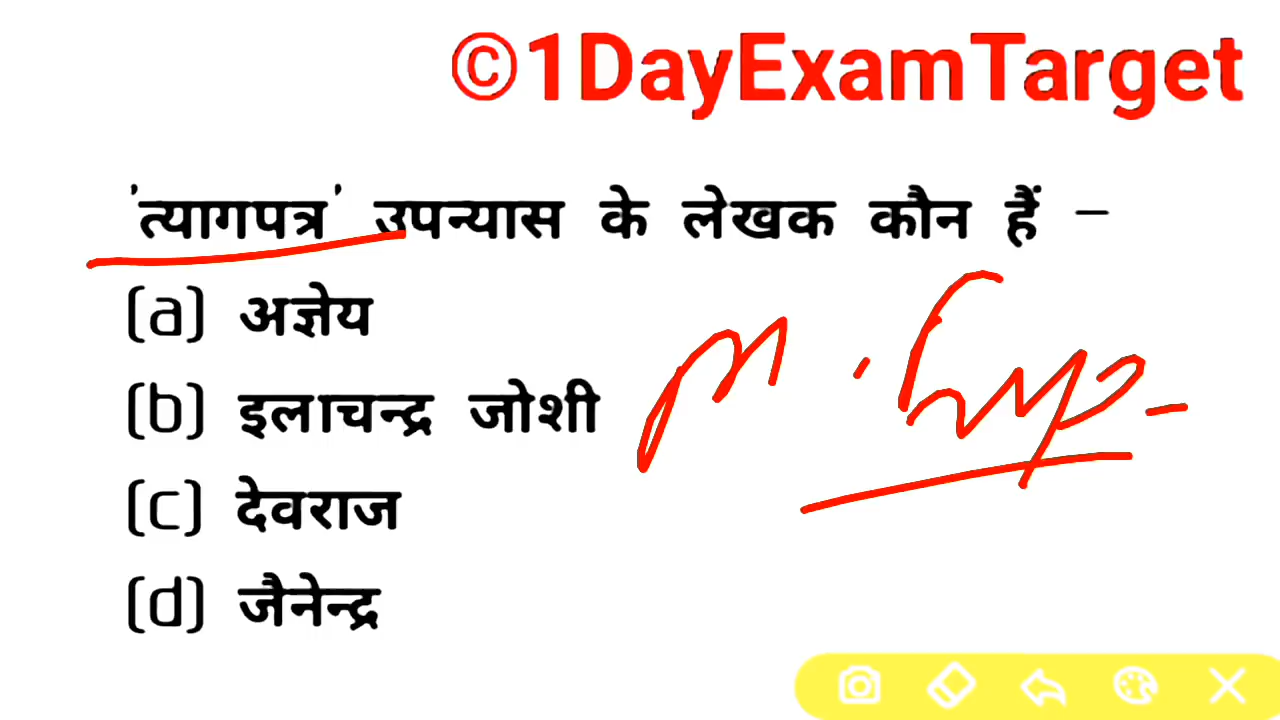 ©1DayExamTarget
'त्यागपत्र' उपन्यास के लेखक कौन हैं –
(a) अज्ञेय
(b) इलाचन्द्र जोशी
(c) देवराज
(d) जैनेन्द्र